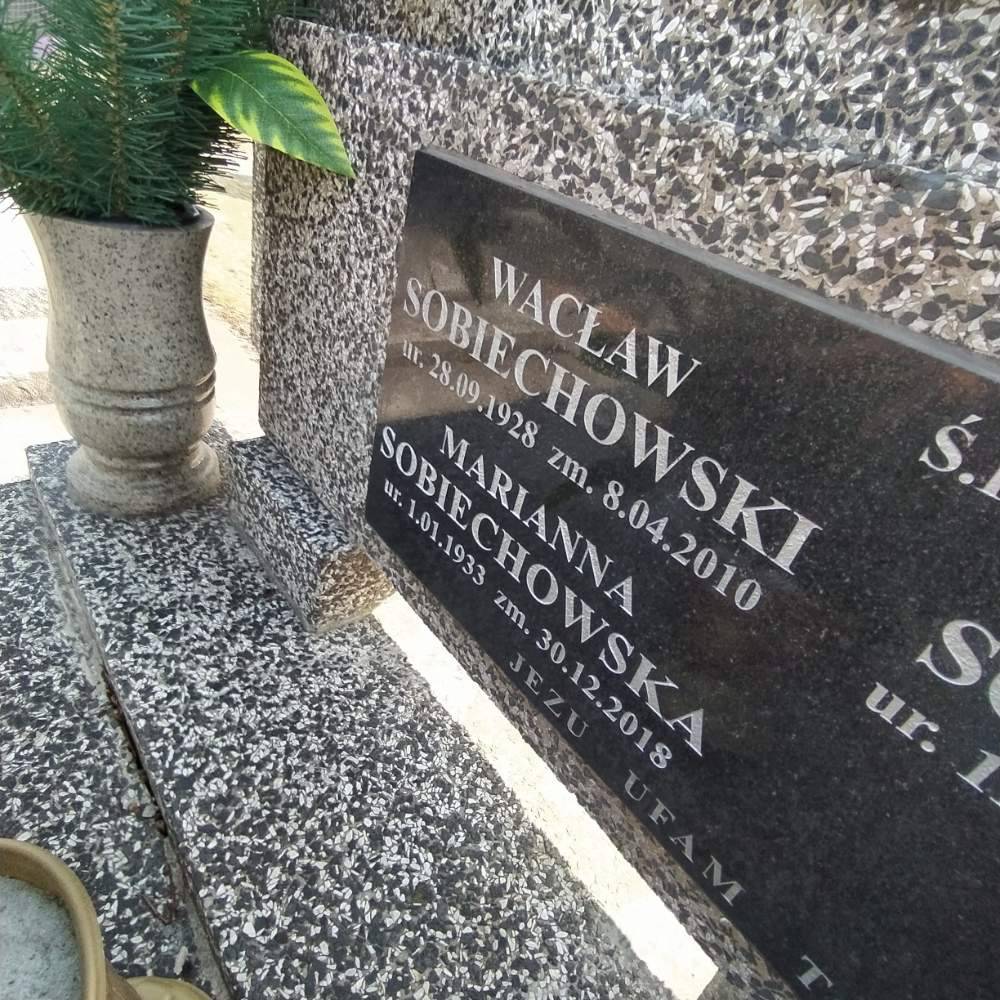 WACŁAW
SOBIECHOWSKI
ur. 28.09.1928 zm. 8.04.2010
MARIANNA
SOBIECHOWSKA
ur. 1.01.1933 zm. 30.12.2018
JEZU UFAM T
Ś.
ur.